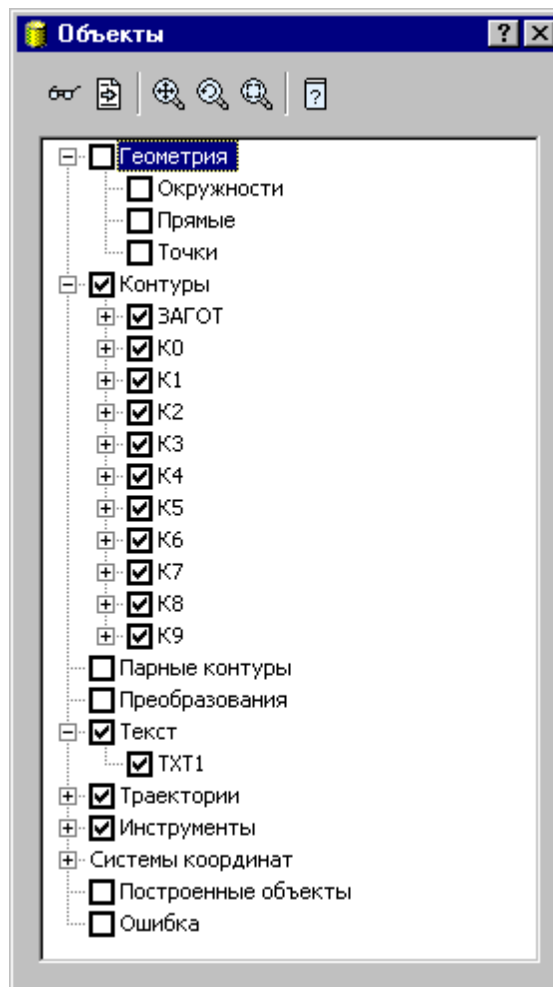 Объекты
Геометрия
Окружности
Прямые
Точки
Контуры
ЗАГОТ
К0
К1
К2
К3
К4
К5
К6
К7
К8
К9
Парные контуры
Преобразования
Текст
ТХТ1
Траектории
Инструменты
Системы координат
Построенные объекты
Ошибка